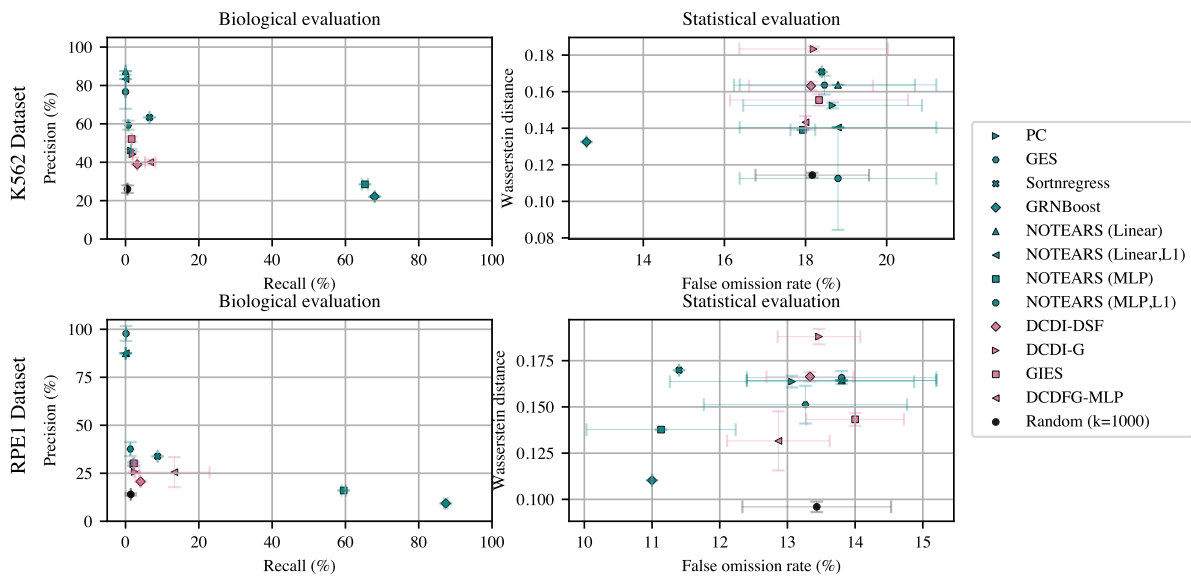 Biological evaluation
Statistical evaluation
K562 Dataset
Precision (%)
100
80
60
40
20
0
0 20 40 60 80 100
Recall (%)
Wasserstein distance
0.18
0.16
0.14
0.12
0.10
0.08
14 16 18 20
False omission rate (%)
Biological evaluation
Statistical evaluation
RPE1 Dataset
Precision (%)
100
75
50
25
0
0 20 40 60 80 100
Recall (%)
Wasserstein distance
0.175
0.150
0.125
0.100
10 11 12 13 14 15
False omission rate (%)
PC
GES
Sortnregress
GRNBoost
NOTEARS (Linear)
NOTEARS (Linear,L1)
NOTEARS (MLP)
NOTEARS (MLP,L1)
DCDI-DSF
DCDI-G
GIES
DCDFG-MLP
Random (k=1000)